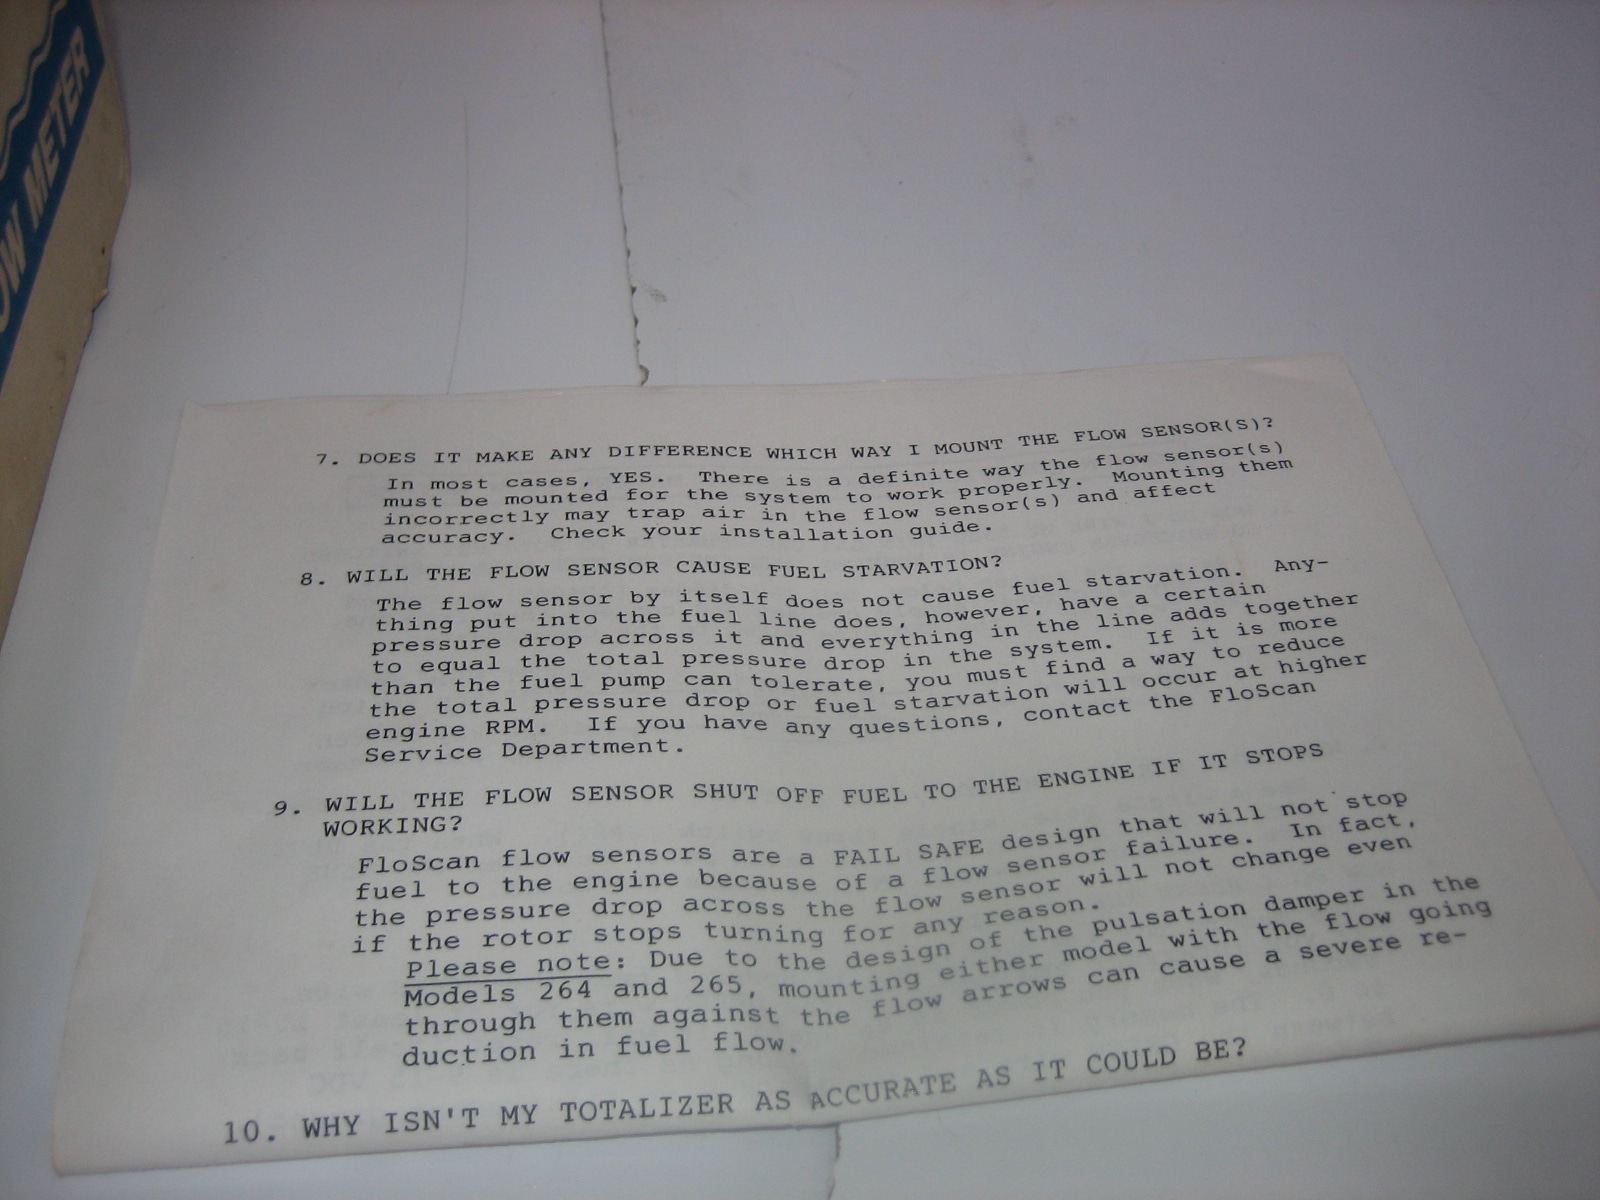 OW METER
7. DOES IT MAKE ANY DIFFERENCE WHICH WAY I MOUNT THE FLOW SENSOR(S)?
In most cases, YES. There is a definite way the flow sensor(s)
must be mounted for the system to work properly. Mounting them
incorrectly may trap air in the flow sensor(s) and affect
accuracy. Check your installation guide.
8. WILL THE FLOW SENSOR CAUSE FUEL STARVATION?
The flow sensor by itself does not cause fuel starvation. Any-
thing put into the fuel line does, however, have a certain
pressure drop across it and everything in the line adds together
to equal the total pressure drop in the system. If it is more
than the fuel pump can tolerate, you must find a way to reduce
the total pressure drop or fuel starvation will occur at higher
engine RPM. If you have any questions, contact the FloScan
Service Department.
9. WILL THE FLOW SENSOR SHUT OFF FUEL TO THE ENGINE IF IT STOPS
WORKING?
FloScan flow sensors are a FAIL SAFE design that will not stop
fuel to the engine because of a flow sensor failure. In fact,
the pressure drop across the flow sensor will not change even
if the rotor stops turning for any reason.
Please note: Due to the design of the pulsation damper in the
Models 264 and 265, mounting either model with the flow going
through them against the flow arrows can cause a severe re-
duction in fuel flow.
10. WHY ISN'T MY TOTALIZER AS ACCURATE AS IT COULD BE?